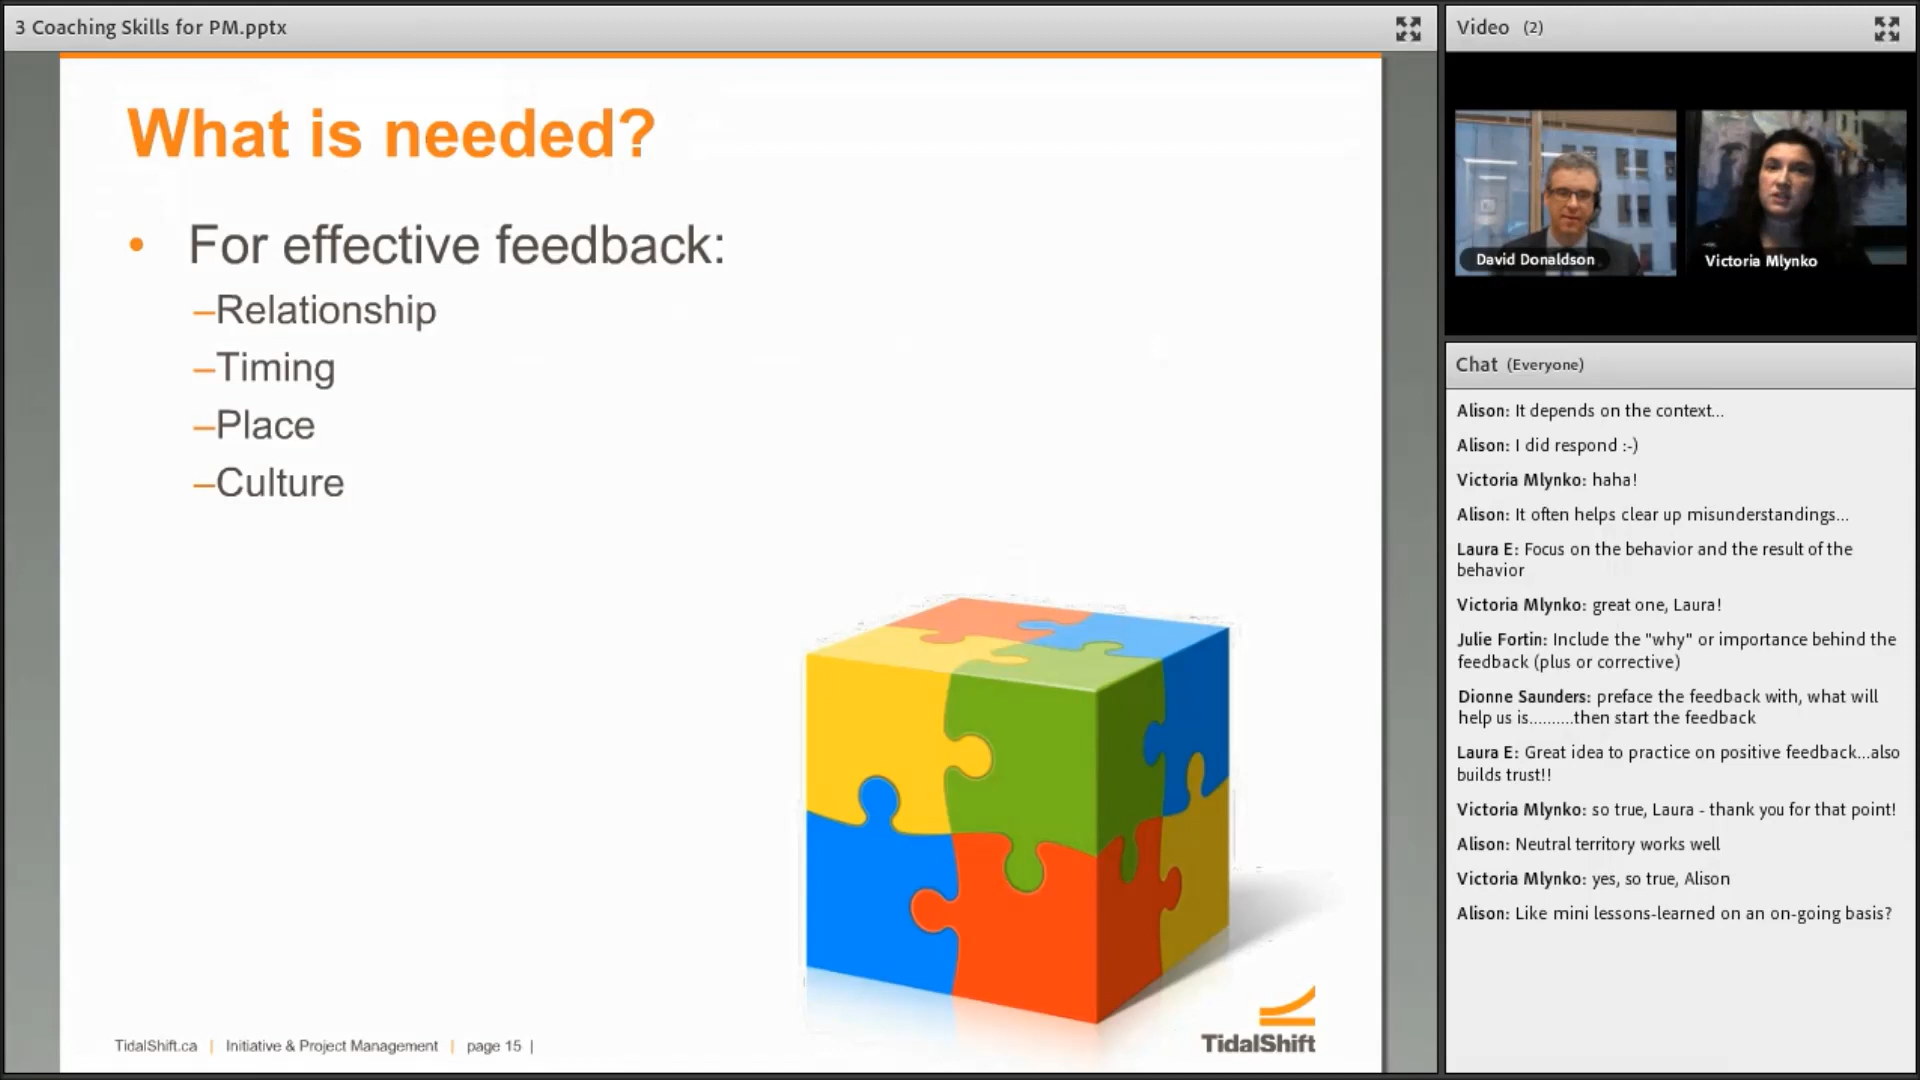 3 Coaching Skills for PM.pptx
What is needed?
• For effective feedback:
–Relationship
–Timing
–Place
–Culture
TidalShift.ca | Initiative & Project Management | page 15 |
TidalShift
Video (2)
David Donaldson
Victoria Mlynko
Chat (Everyone)
Alison: It depends on the context...
Alison: I did respond :-)
Victoria Mlynko: haha!
Alison: It often helps clear up misunderstandings...
Laura E: Focus on the behavior and the result of the
behavior
Victoria Mlynko: great one, Laura!
Julie Fortin: Include the "why" or importance behind the
feedback (plus or corrective)
Dionne Saunders: preface the feedback with, what will
help us is.........then start the feedback
Laura E: Great idea to practice on positive feedback...also
builds trust!!
Victoria Mlynko: so true, Laura - thank you for that point!
Alison: Neutral territory works well
Victoria Mlynko: yes, so true, Alison
Alison: Like mini lessons-learned on an on-going basis?